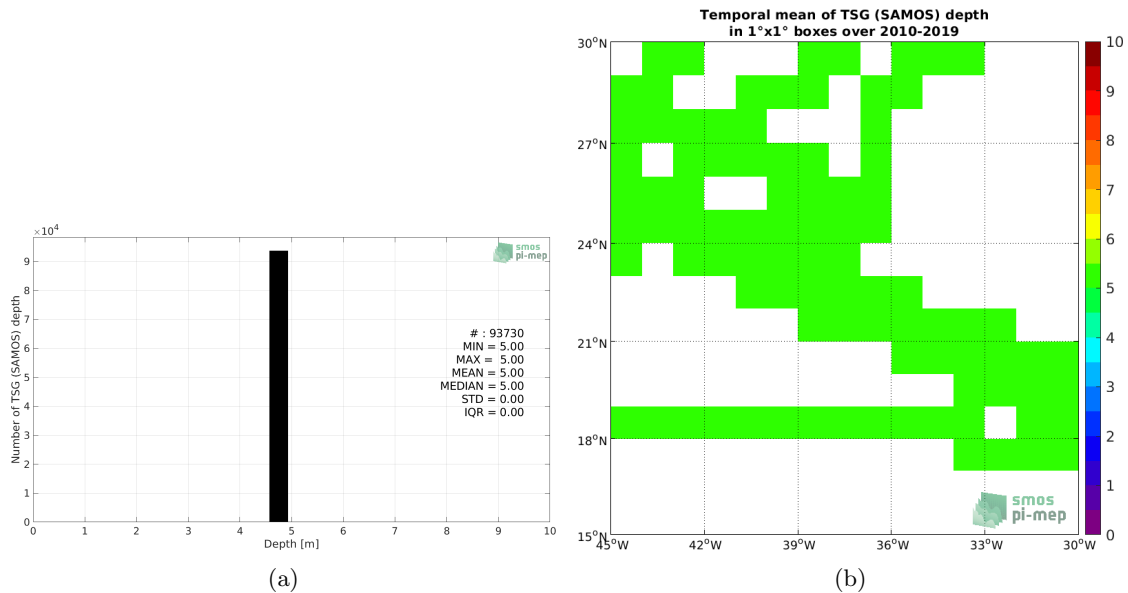 Temporal mean of TSG (SAMOS) depth
in 1°x1° boxes over 2010-2019
×10⁴
smos
pi-mep
9
8
7
6
5
4
3
2
1
0
Number of TSG (SAMOS) depth
# : 93730
MIN = 5.00
MAX = 5.00
MEAN = 5.00
MEDIAN = 5.00
STD = 0.00
IQR = 0.00
0 1 2 3 4 5 6 7 8 9 10
Depth [m]
(a)
30°N
27°N
24°N
21°N
18°N
15°N
45°W 42°W 39°W 36°W 33°W 30°W
smos
pi-mep
10
9
8
7
6
5
4
3
2
1
0
(b)